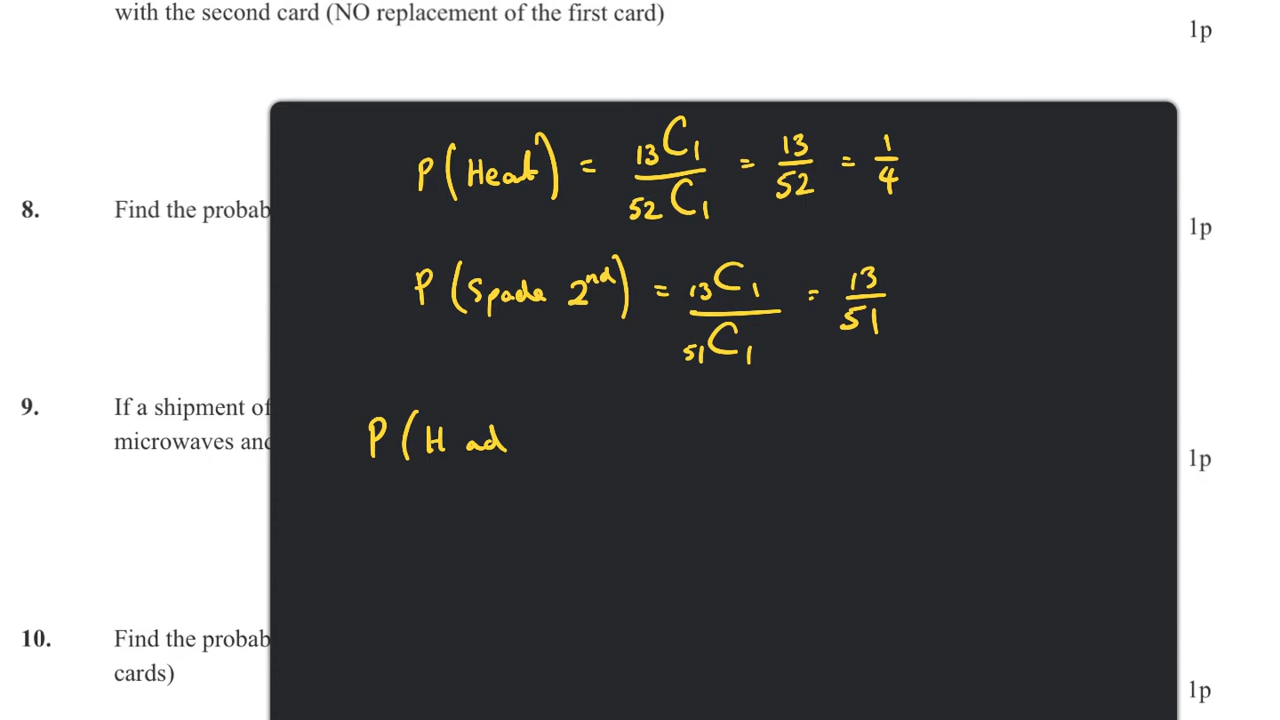 with the second card (NO replacement of the first card)
1p
P(Heat) = 13C1/52C1 = 13/52 = 1/4
8. Find the probab
1p
P(Spade 2nd) = 13C1/51C1 = 13/51
9. If a shipment of
microwaves and
P(H ad
1p
10. Find the probab
cards)
1p